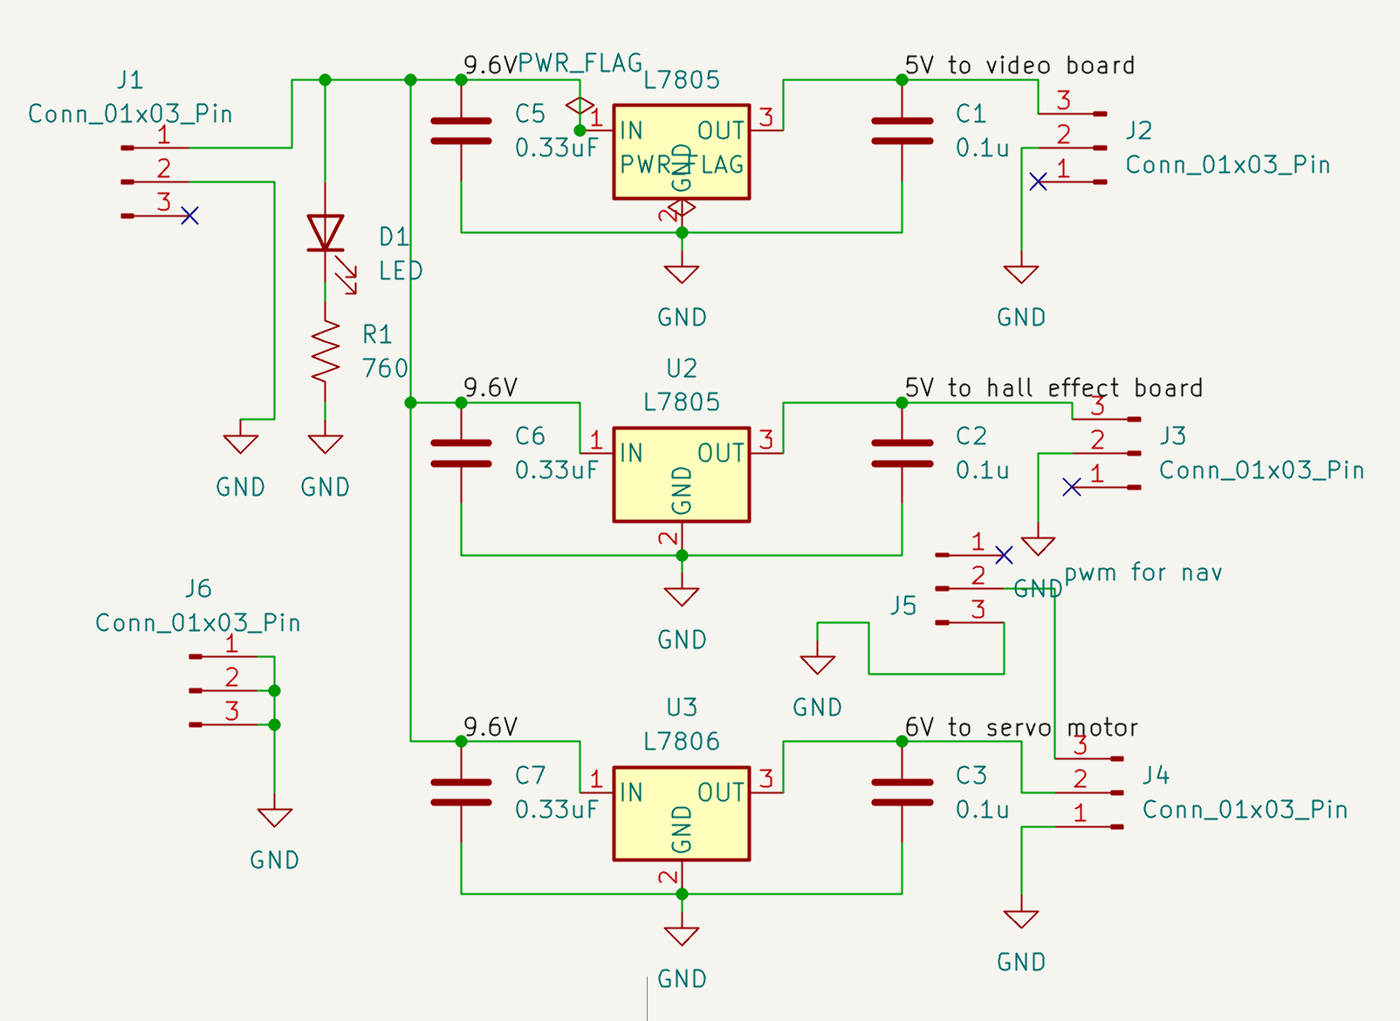 J1
Conn_01x03_Pin
1
2
3
9.6V
PWR_FLAG
C5
0.33uF
L7805
1
IN
OUT
3
GND
PWR_FLAG
2
GND
5V to video board
C1
0.1u
3
2
1
J2
Conn_01x03_Pin
GND
D1
LED
R1
760
GND
GND
9.6V
C6
0.33uF
U2
L7805
1
IN
OUT
3
GND
2
GND
5V to hall effect board
C2
0.1u
3
2
1
J3
Conn_01x03_Pin
GND
pwm for nav
1
2
3
J5
GND
J6
Conn_01x03_Pin
1
2
3
GND
9.6V
C7
0.33uF
U3
L7806
1
IN
OUT
3
GND
2
GND
6V to servo motor
C3
0.1u
3
2
1
J4
Conn_01x03_Pin
GND